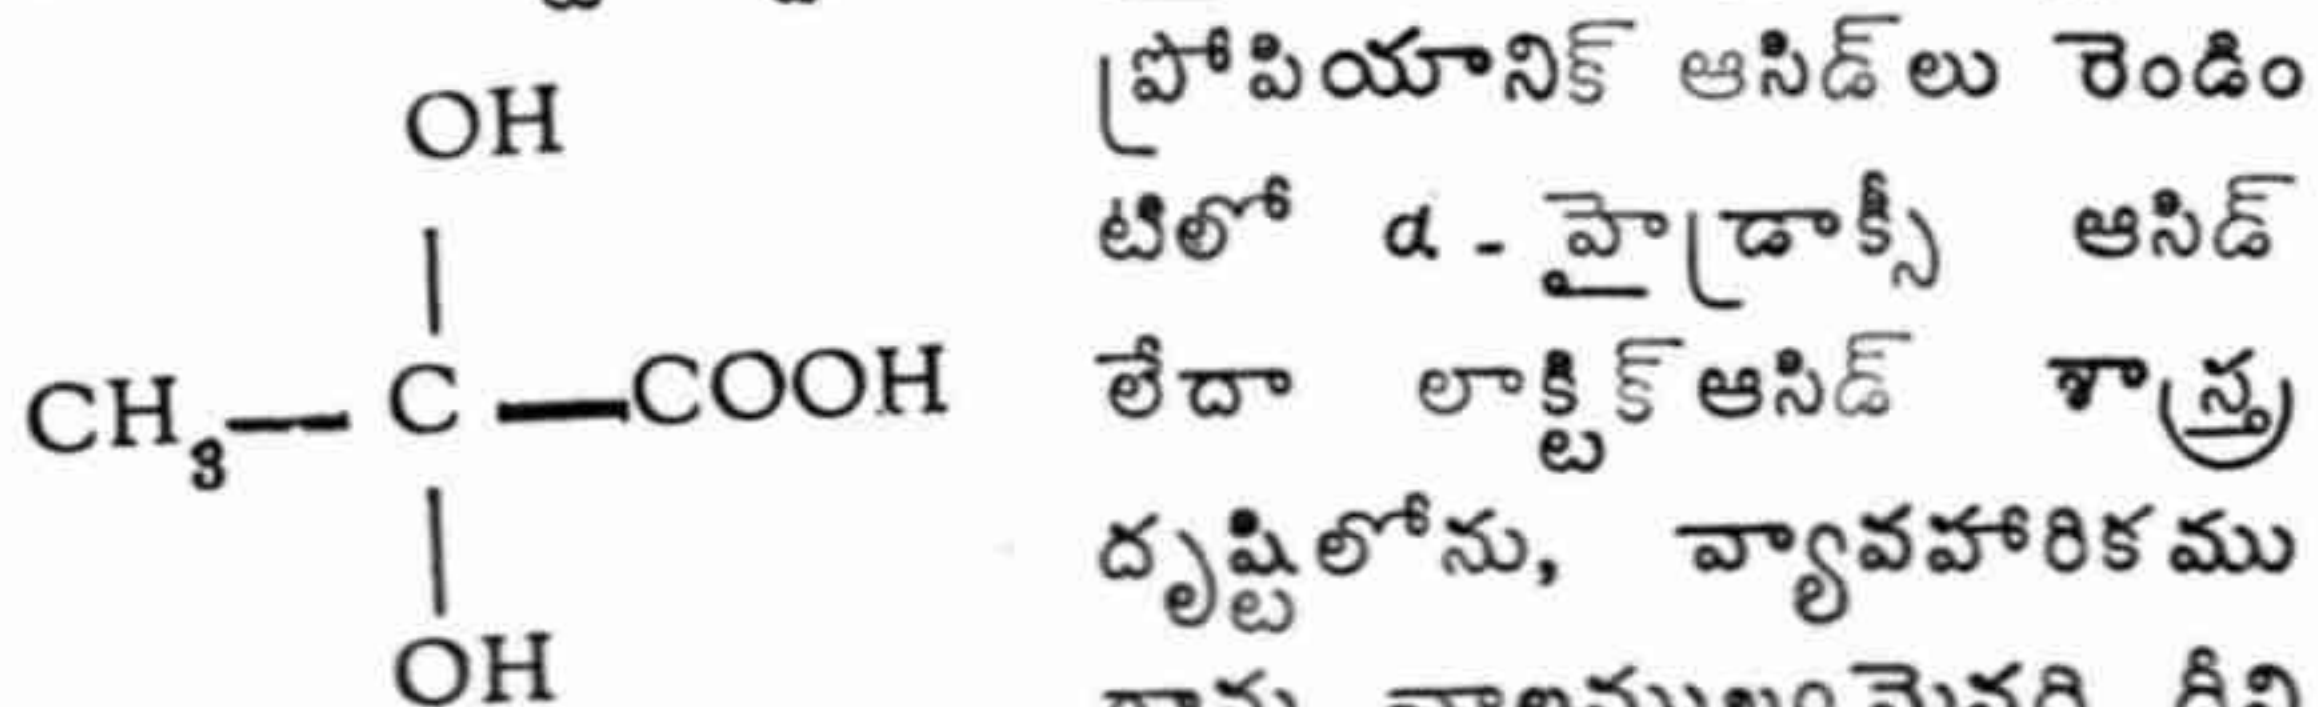 OH
|
CH₃— C —COOH
|
OH
ప్రోపియానిక్ ఆసిడ్‌లు రెండిం
టిలో α - హైడ్రాక్సీ ఆసిడ్
లేదా లాక్టిక్ ఆసిడ్ శాస్త్ర
దృష్టిలోను, వ్యావహారికము